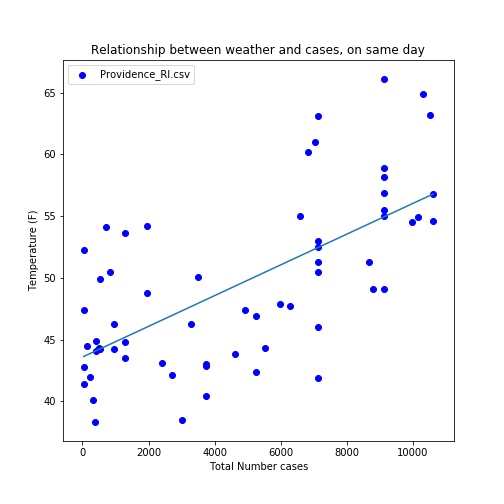 Relationship between weather and cases, on same day
Providence_RI.csv
65
60
55
50
45
40
Temperature (F)
0 2000 4000 6000 8000 10000
Total Number cases